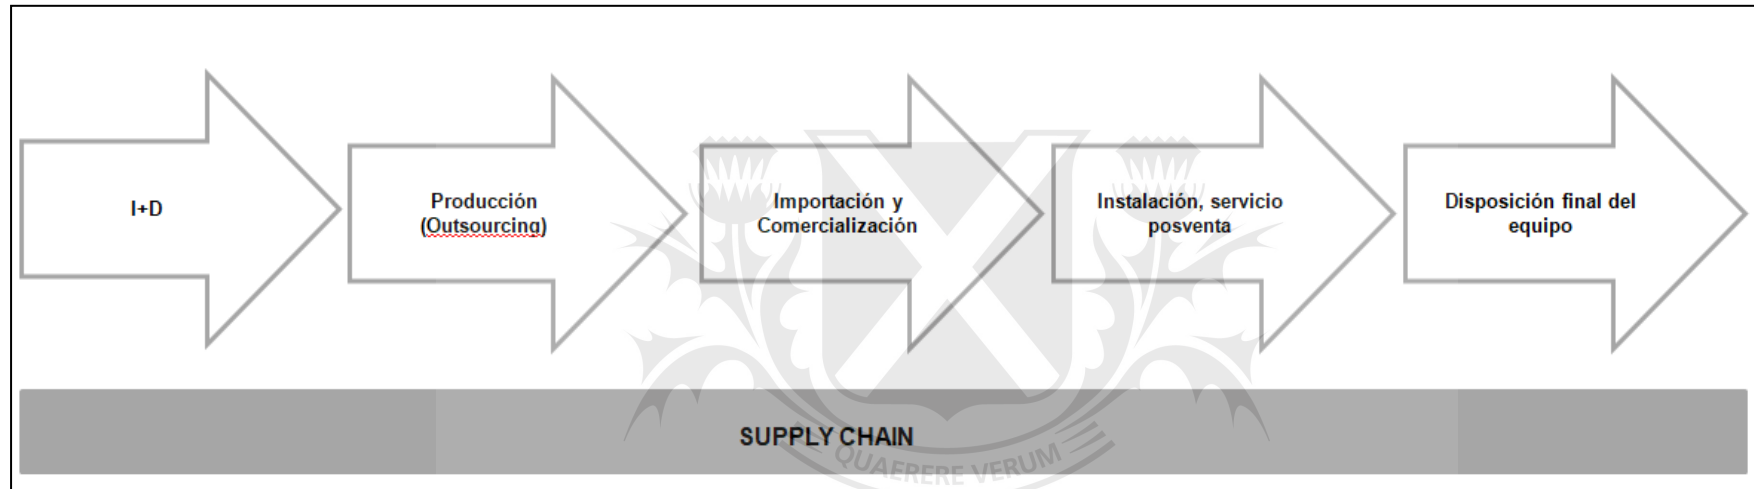 I+D
Producción
(Outsourcing)
Importación y
Comercialización
Instalación, servicio
posventa
Disposición final del
equipo
SUPPLY CHAIN
QUAERERE VERUM